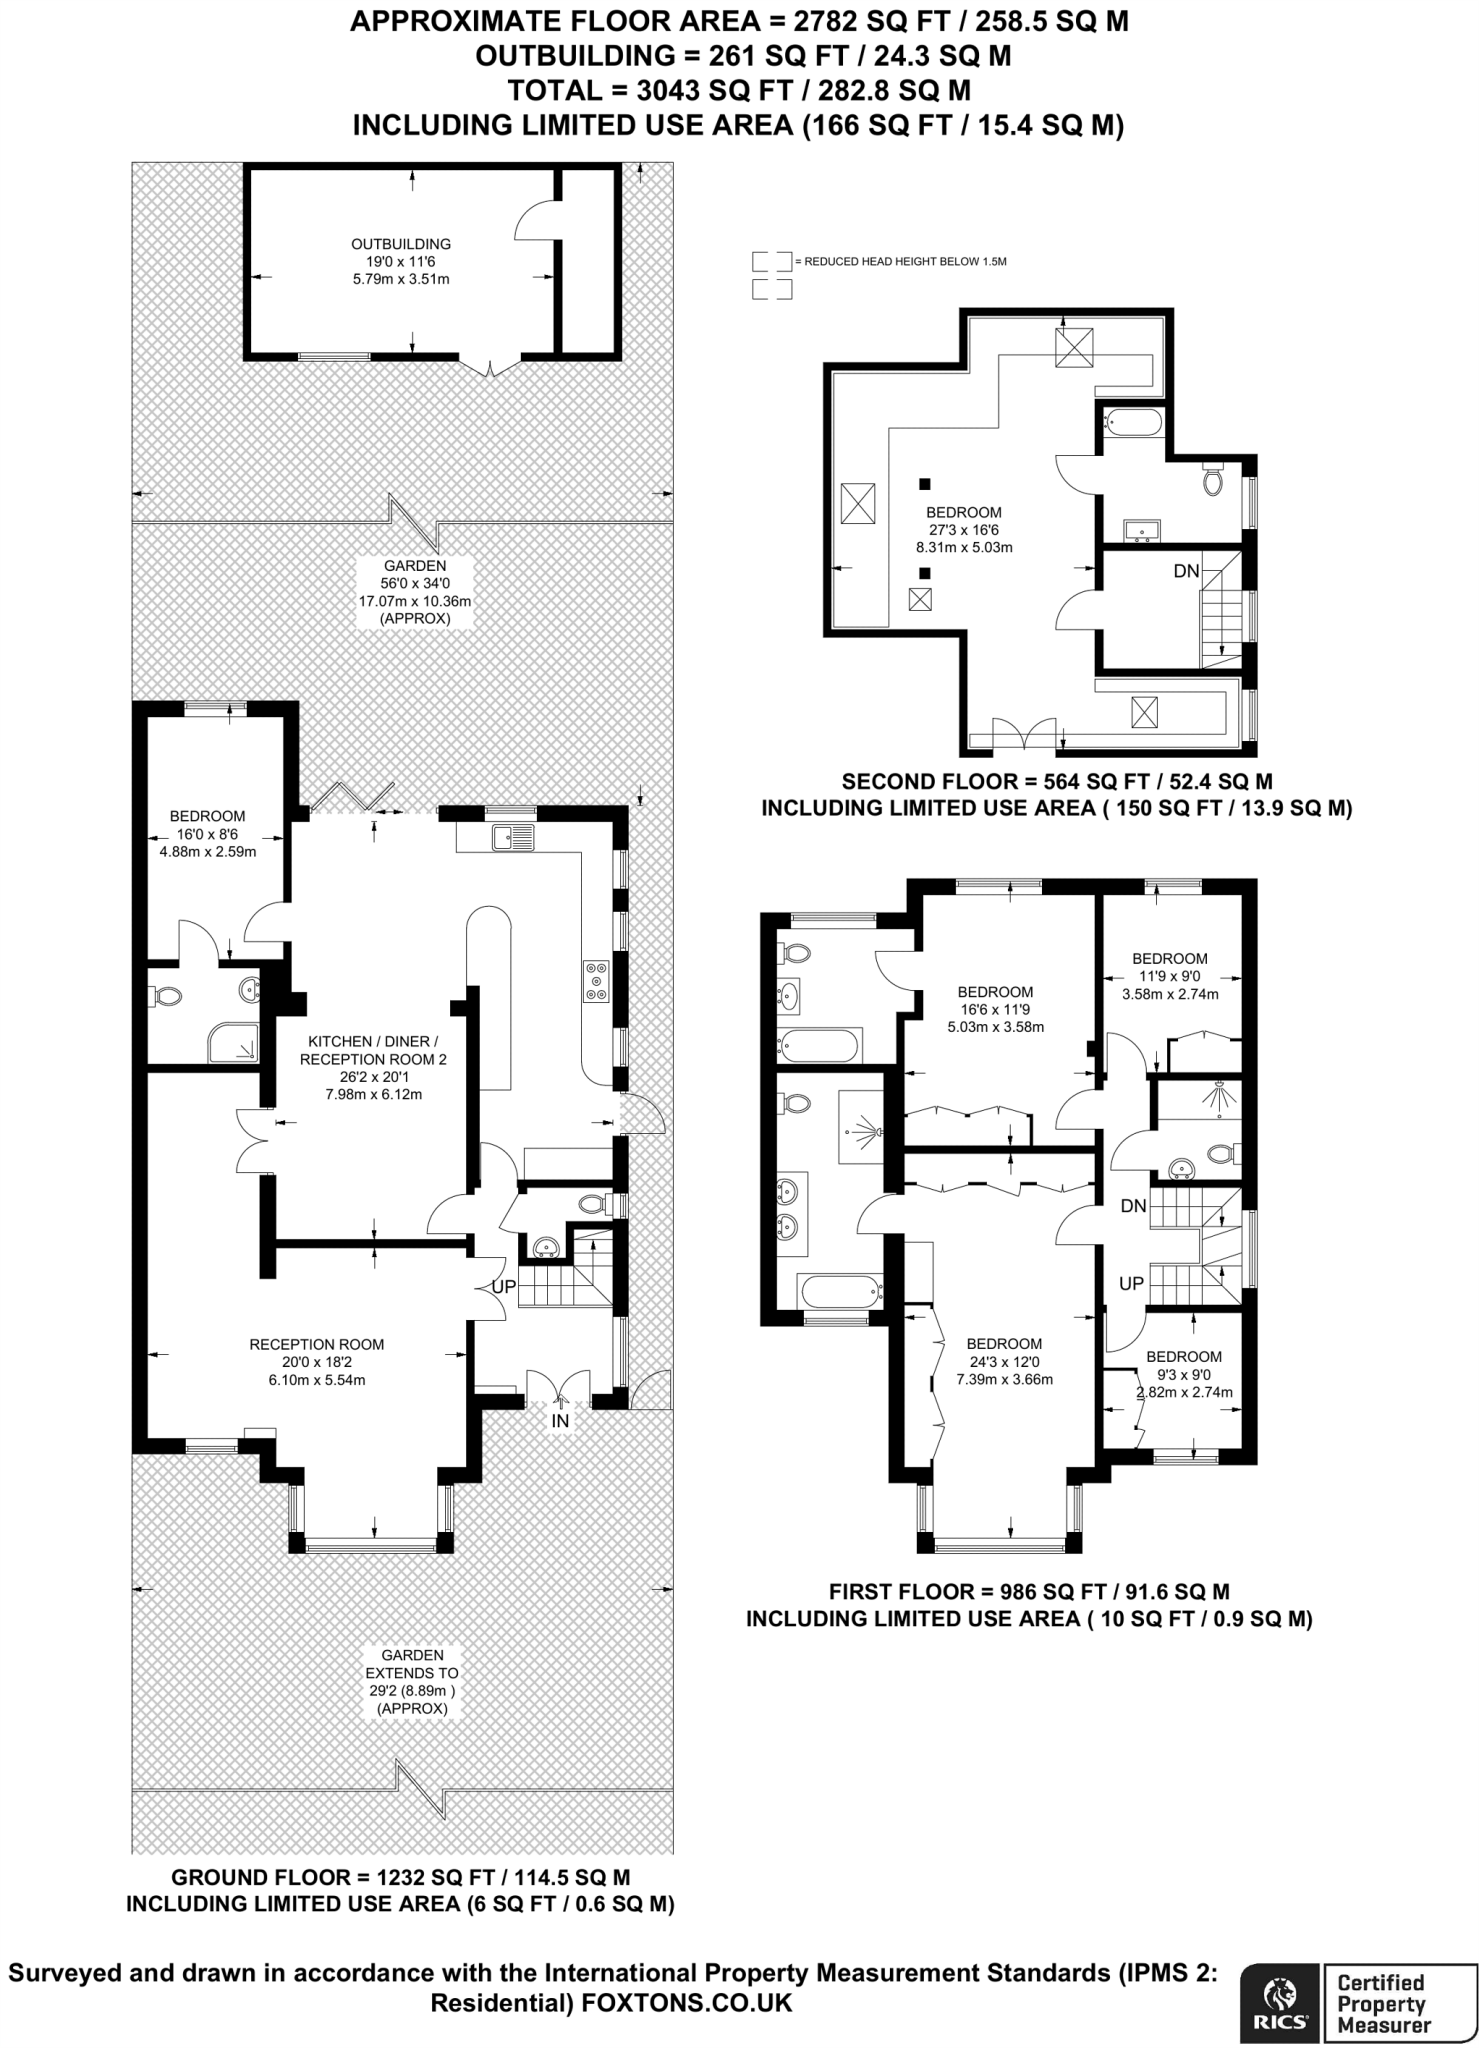 APPROXIMATE FLOOR AREA = 2782 SQ FT / 258.5 SQ M
OUTBUILDING = 261 SQ FT / 24.3 SQ M
TOTAL = 3043 SQ FT / 282.8 SQ M
INCLUDING LIMITED USE AREA (166 SQ FT / 15.4 SQ M)
OUTBUILDING
19'0 x 11'6
5.79m x 3.51m
= REDUCED HEAD HEIGHT BELOW 1.5M
GARDEN
56'0 x 34'0
17.07m x 10.36m
(APPROX)
BEDROOM
27'3 x 16'6
8.31m x 5.03m
DN
SECOND FLOOR = 564 SQ FT / 52.4 SQ M
INCLUDING LIMITED USE AREA ( 150 SQ FT / 13.9 SQ M)
BEDROOM
16'0 x 8'6
4.88m x 2.59m
KITCHEN / DINER /
RECEPTION ROOM 2
26'2 x 20'1
7.98m x 6.12m
UP
RECEPTION ROOM
20'0 x 18'2
6.10m x 5.54m
IN
BEDROOM
16'6 x 11'9
5.03m x 3.58m
BEDROOM
11'9 x 9'0
3.58m x 2.74m
DN
UP
BEDROOM
24'3 x 12'0
7.39m x 3.66m
BEDROOM
9'3 x 9'0
2.82m x 2.74m
FIRST FLOOR = 986 SQ FT / 91.6 SQ M
INCLUDING LIMITED USE AREA ( 10 SQ FT / 0.9 SQ M)
GARDEN
EXTENDS TO
29'2 (8.89m )
(APPROX)
GROUND FLOOR = 1232 SQ FT / 114.5 SQ M
INCLUDING LIMITED USE AREA (6 SQ FT / 0.6 SQ M)
Surveyed and drawn in accordance with the International Property Measurement Standards (IPMS 2:
Residential) FOXTONS.CO.UK
RICS
Certified
Property
Measurer